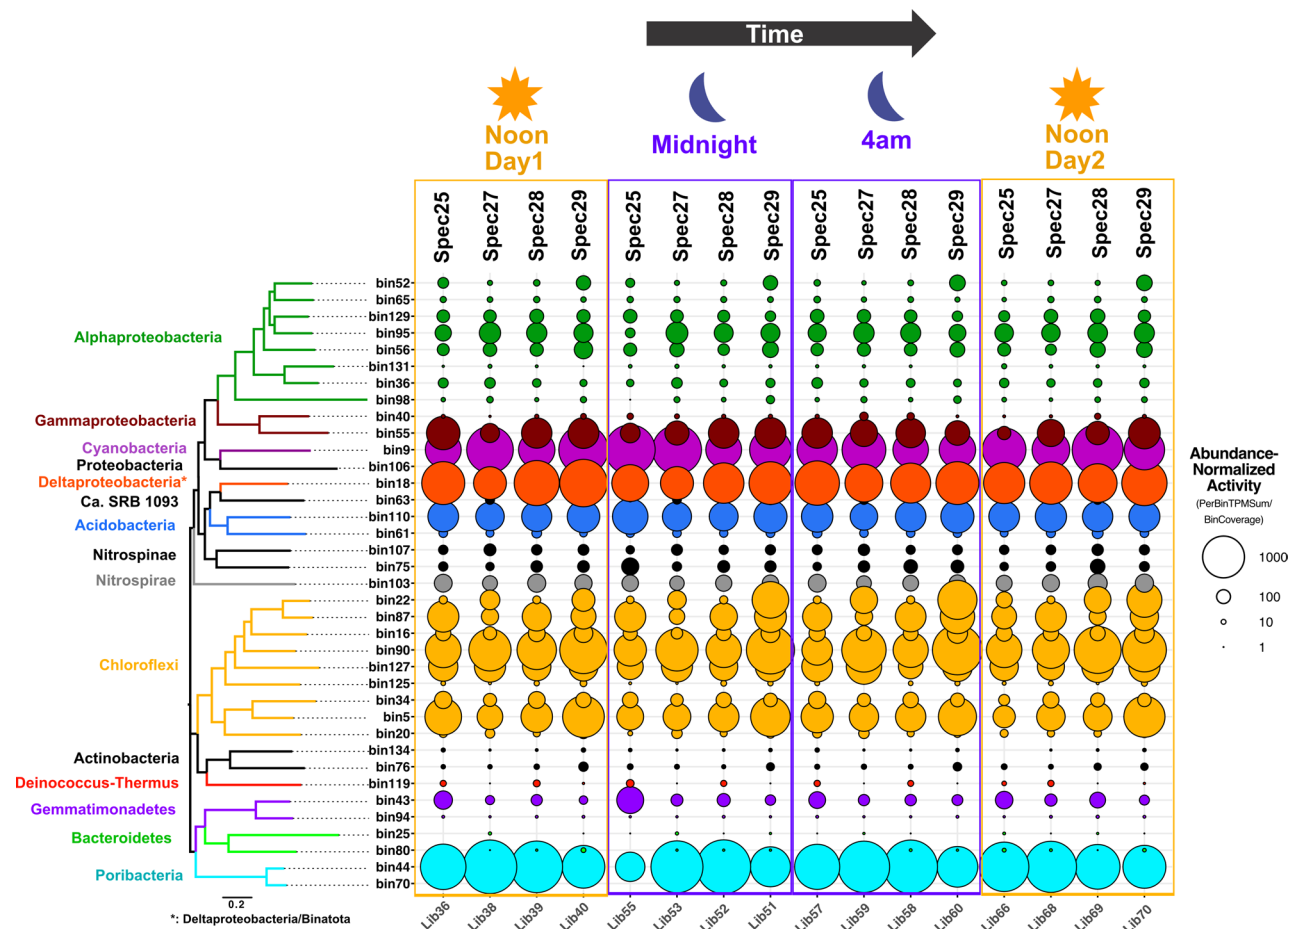 Time
Noon
Day1
Midnight
4am
Noon
Day2
Spec25 Spec27 Spec28 Spec29 Spec25 Spec27 Spec28 Spec29 Spec25 Spec27 Spec28 Spec29 Spec25 Spec27 Spec28 Spec29
bin52
bin65
bin129
Alphaproteobacteria bin95
bin56
bin131
bin36
bin98
Gammaproteobacteria bin40
bin55
Cyanobacteria bin9
Proteobacteria bin106
Deltaproteobacteria* bin18
Ca. SRB 1093 bin63
Acidobacteria bin110
bin61
Nitrospinae bin107
bin75
Nitrospirae bin103
bin22
bin87
bin16
Chloroflexi bin90
bin127
bin125
bin34
bin5
bin20
Actinobacteria bin134
bin76
Deinococcus-Thermus bin119
Gemmatimonadetes bin43
bin94
Bacteroidetes bin25
bin80
Poribacteria bin44
bin70
0.2
*: Deltaproteobacteria/Binatota
Lib36 Lib38 Lib39 Lib40 Lib55 Lib53 Lib52 Lib51 Lib57 Lib59 Lib58 Lib60 Lib66 Lib68 Lib69 Lib70
Abundance-
Normalized
Activity
(PerBinTPMSum/
BinCoverage)
1000
100
10
1